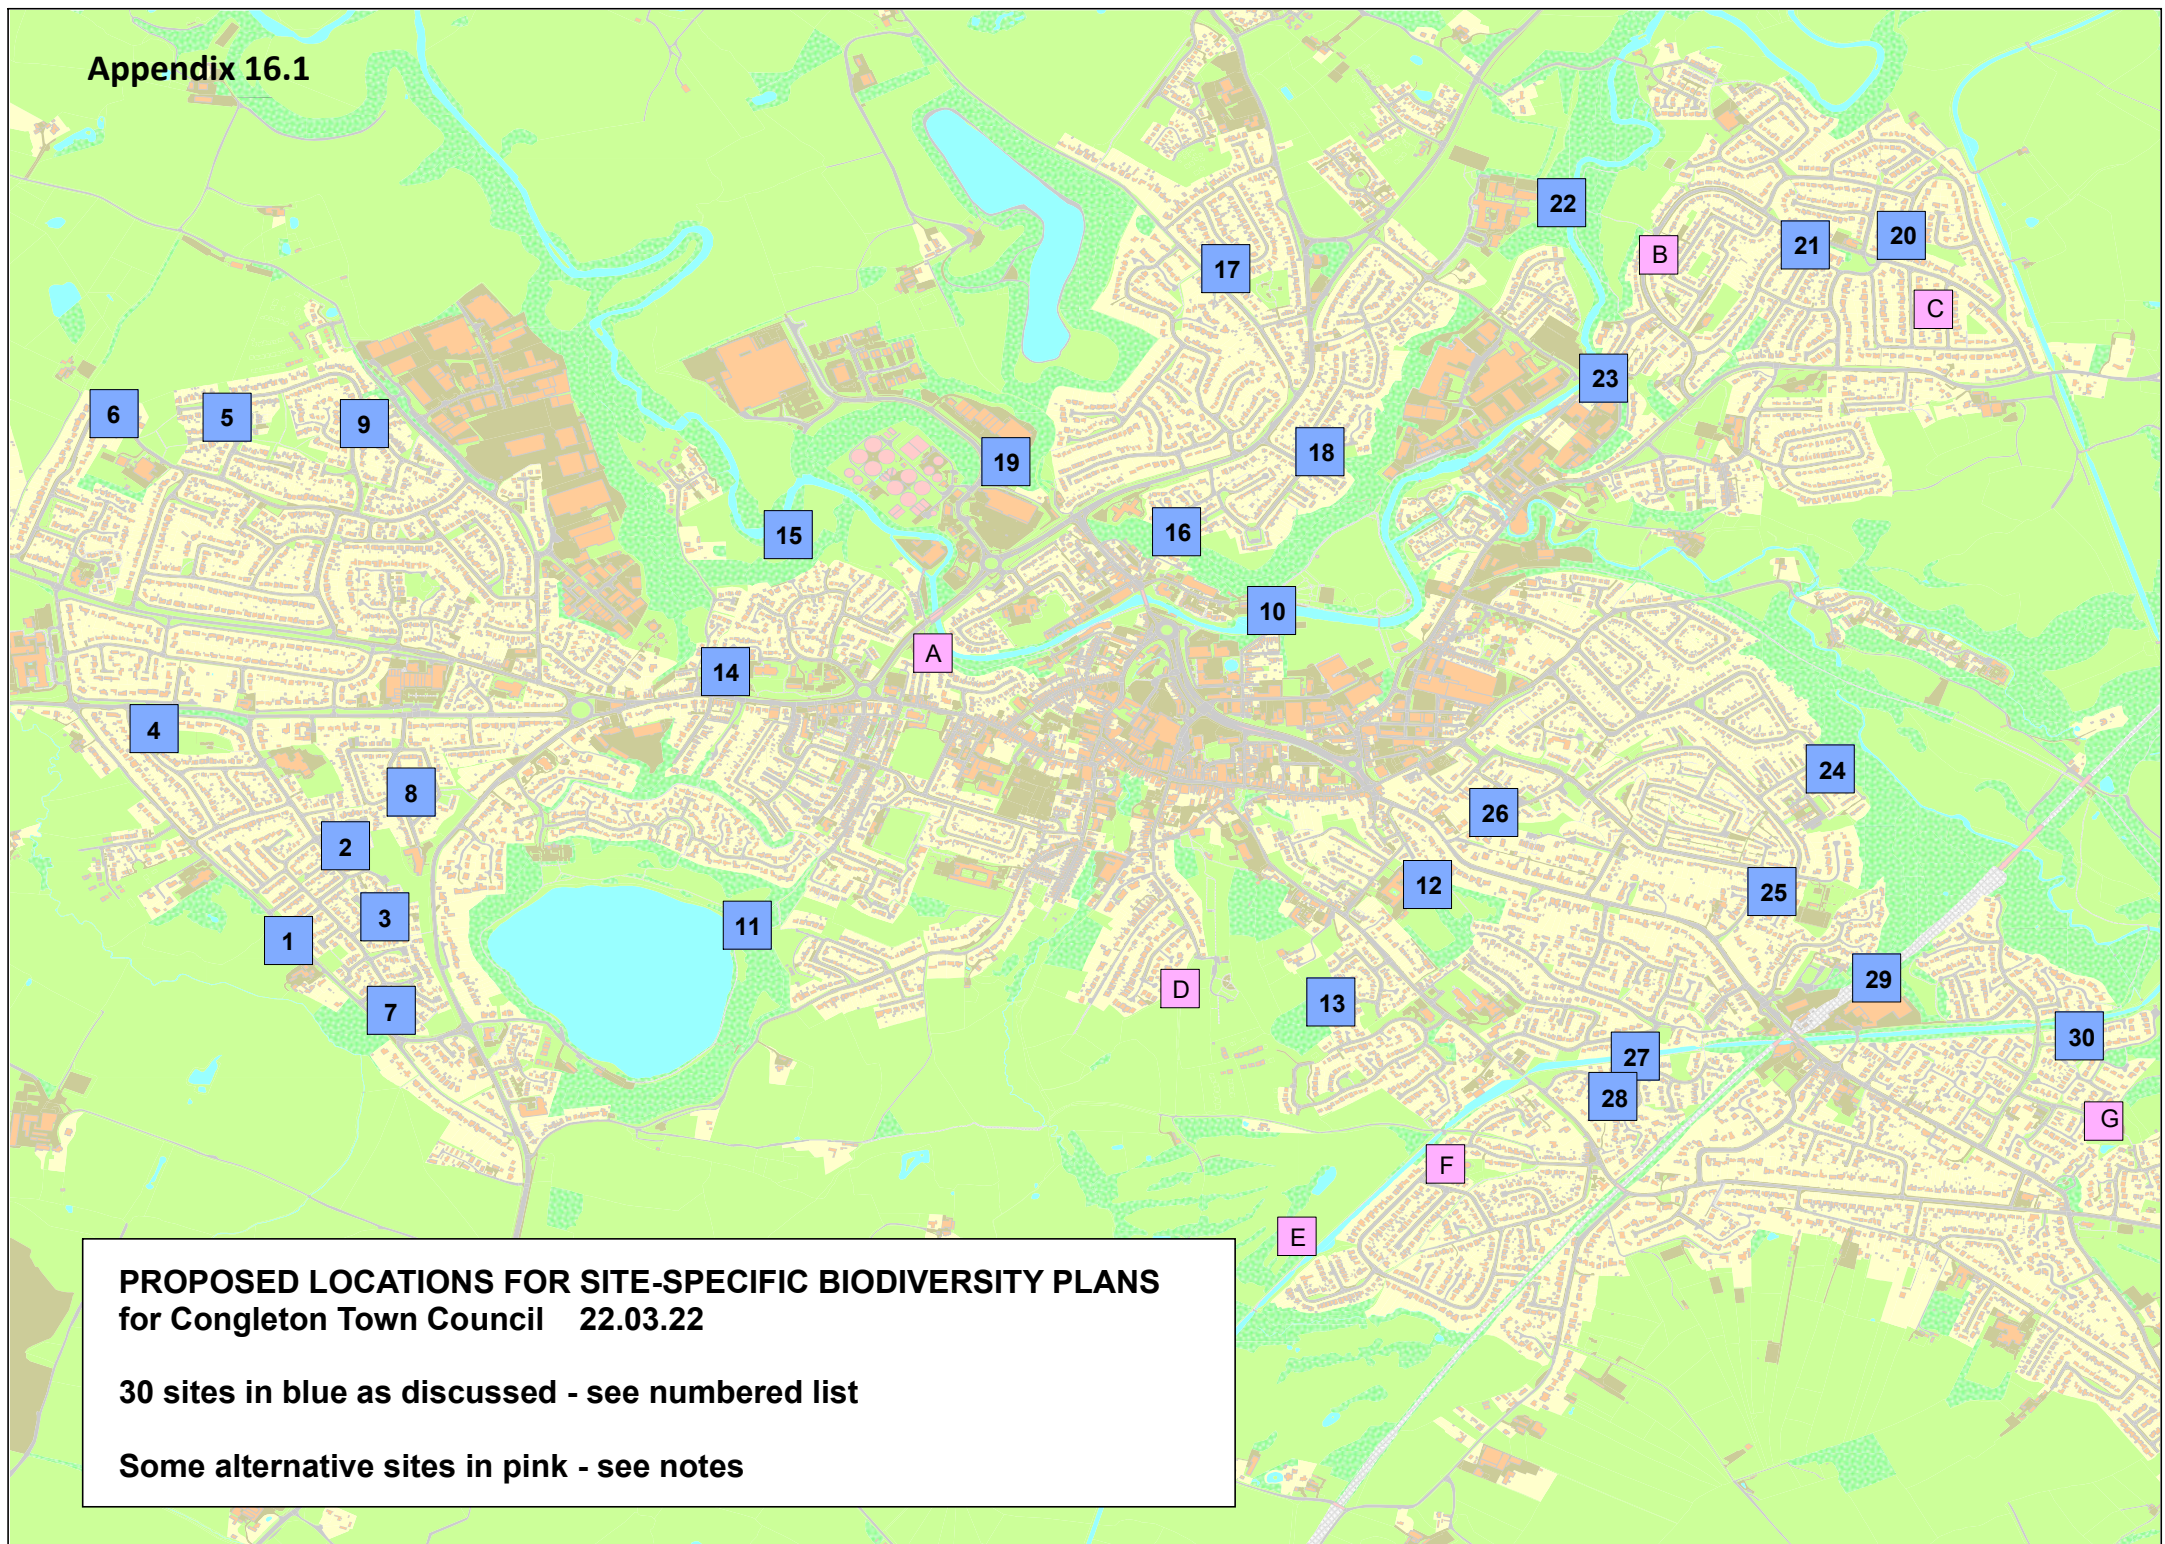 Appendix 16.1
22
20
21
B
17
C
23
6
5
9
18
19
16
15
10
A
14
4
24
8
26
2
12
25
3
11
1
29
D
13
7
30
27
28
G
F
E
PROPOSED LOCATIONS FOR SITE-SPECIFIC BIODIVERSITY PLANS
for Congleton Town Council 22.03.22
30 sites in blue as discussed - see numbered list
Some alternative sites in pink - see notes